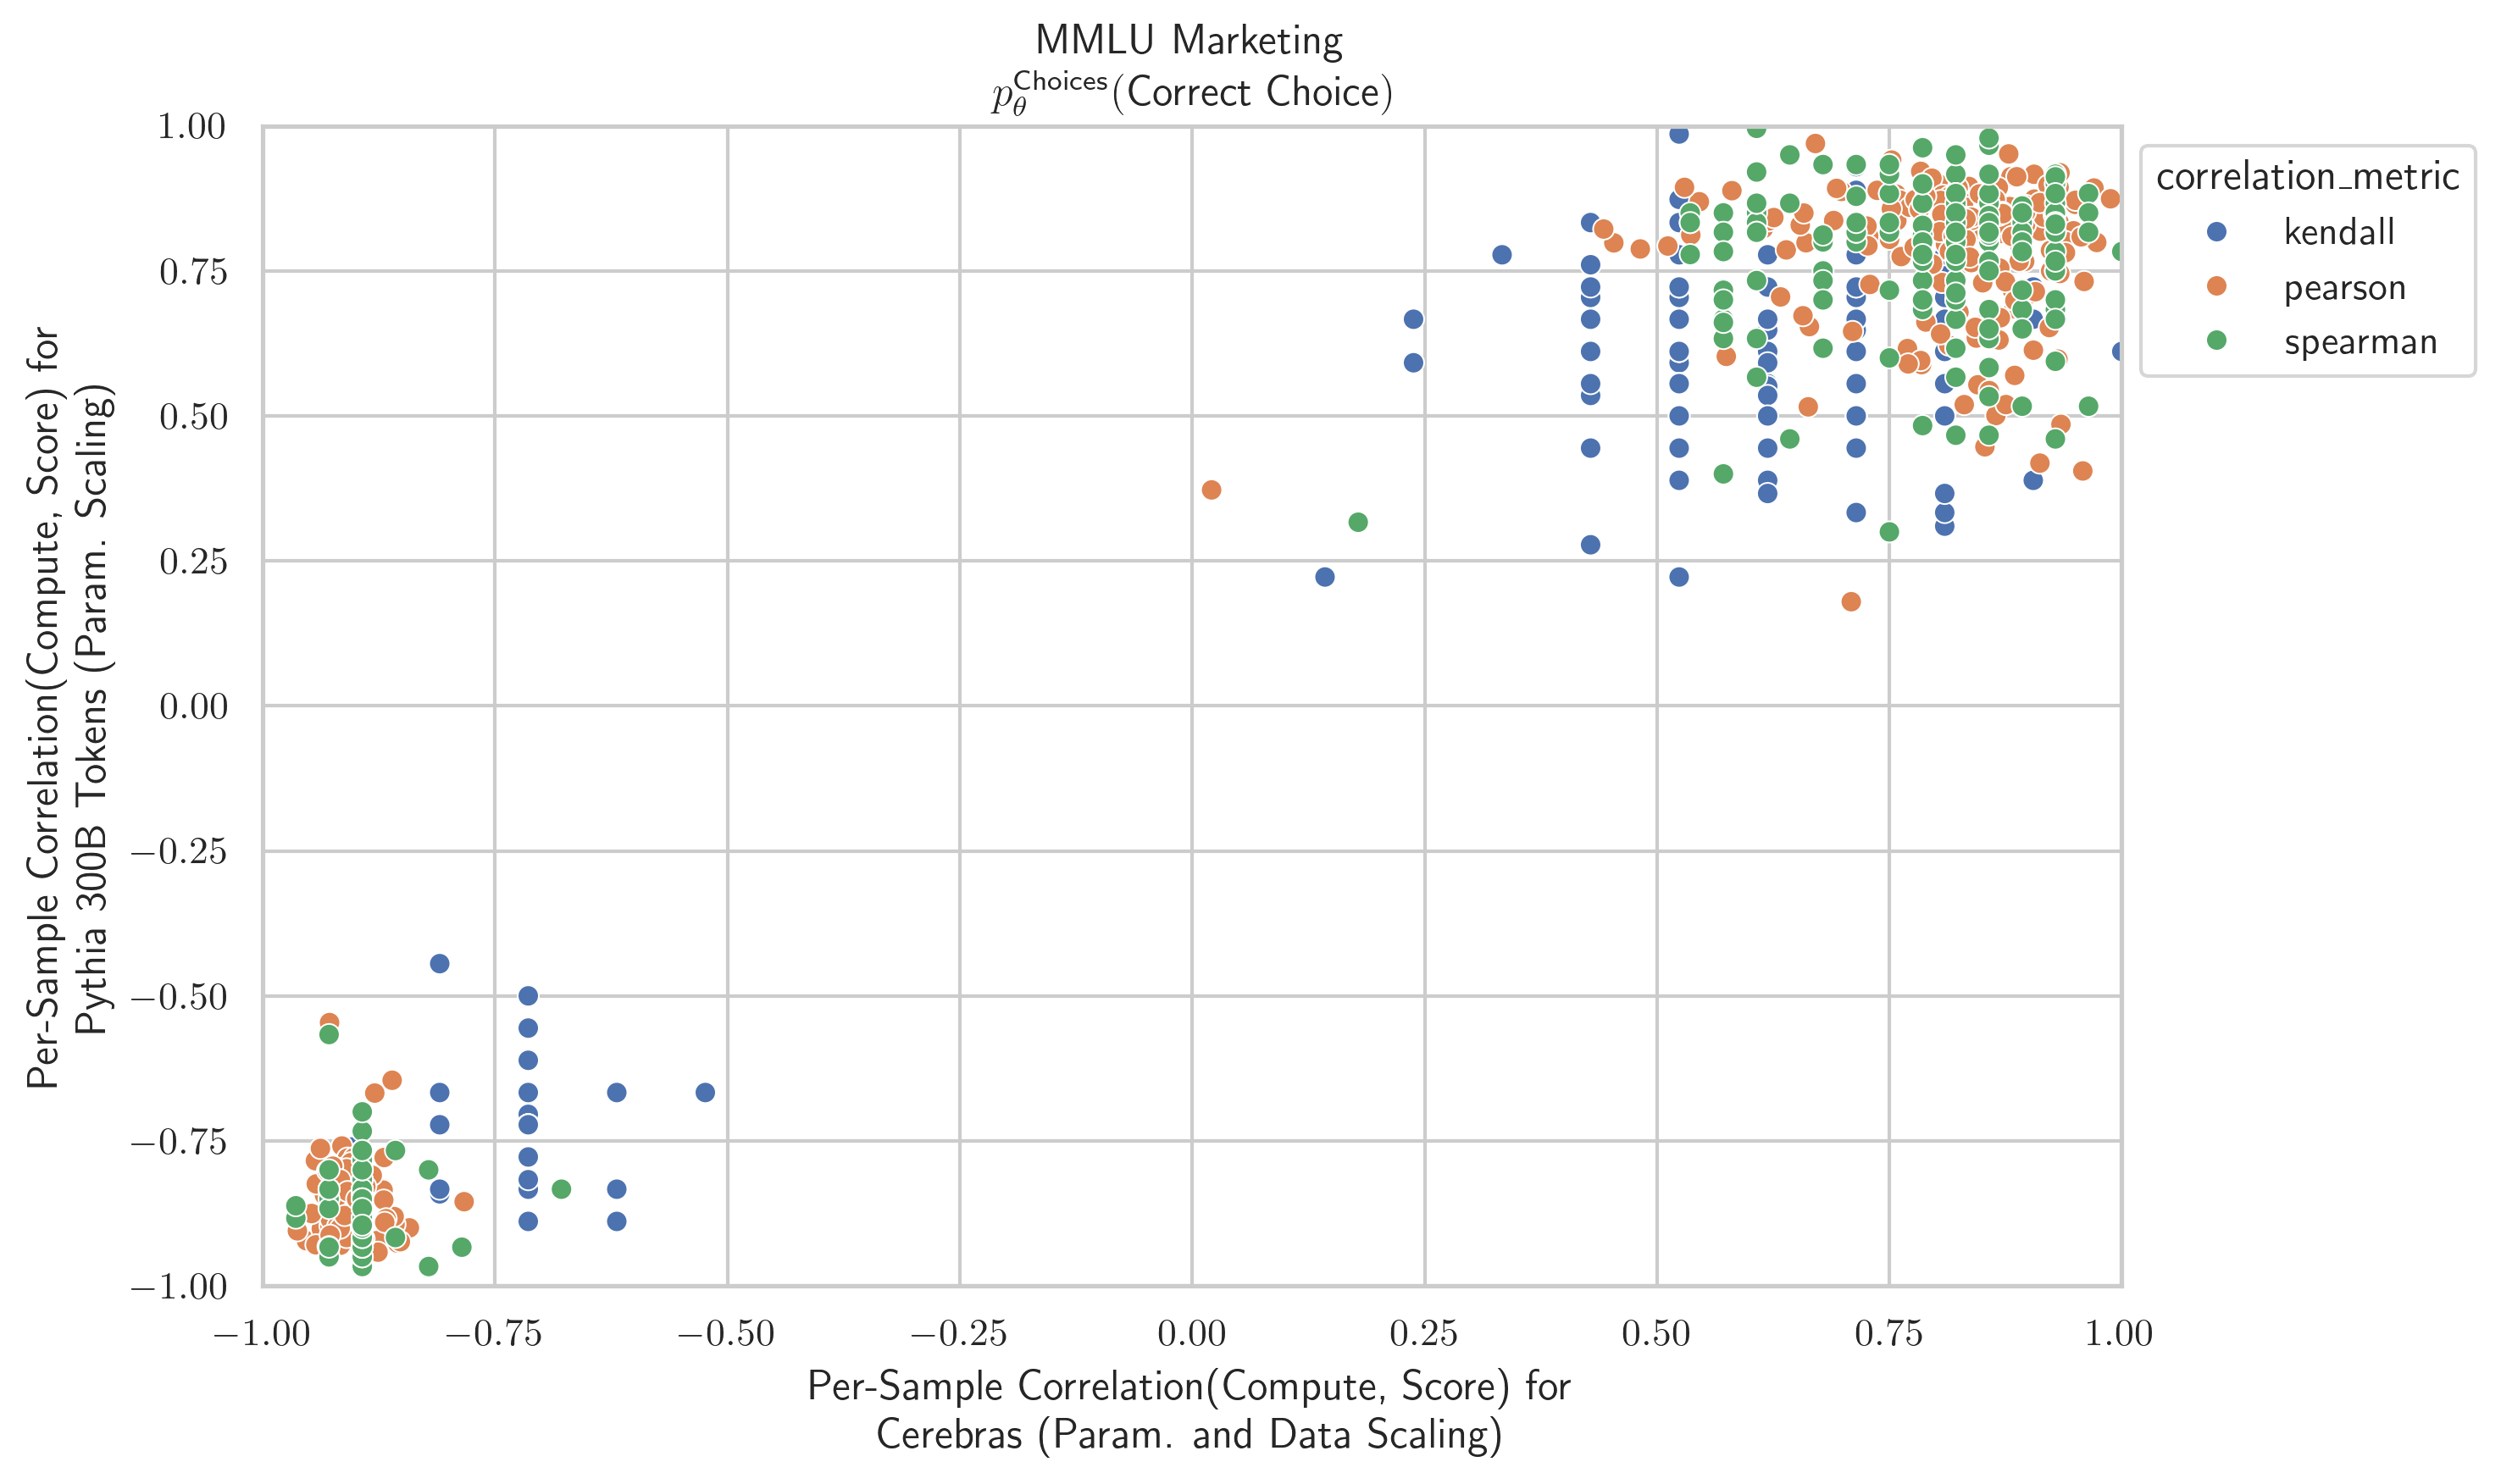 MMLU Marketing
p_θ^Choices(Correct Choice)
1.00
0.75
0.50
0.25
0.00
−0.25
−0.50
−0.75
−1.00
Per-Sample Correlation(Compute, Score) for
Pythia 300B Tokens (Param. Scaling)
correlation_metric
kendall
pearson
spearman
−1.00 −0.75 −0.50 −0.25 0.00 0.25 0.50 0.75 1.00
Per-Sample Correlation(Compute, Score) for
Cerebras (Param. and Data Scaling)